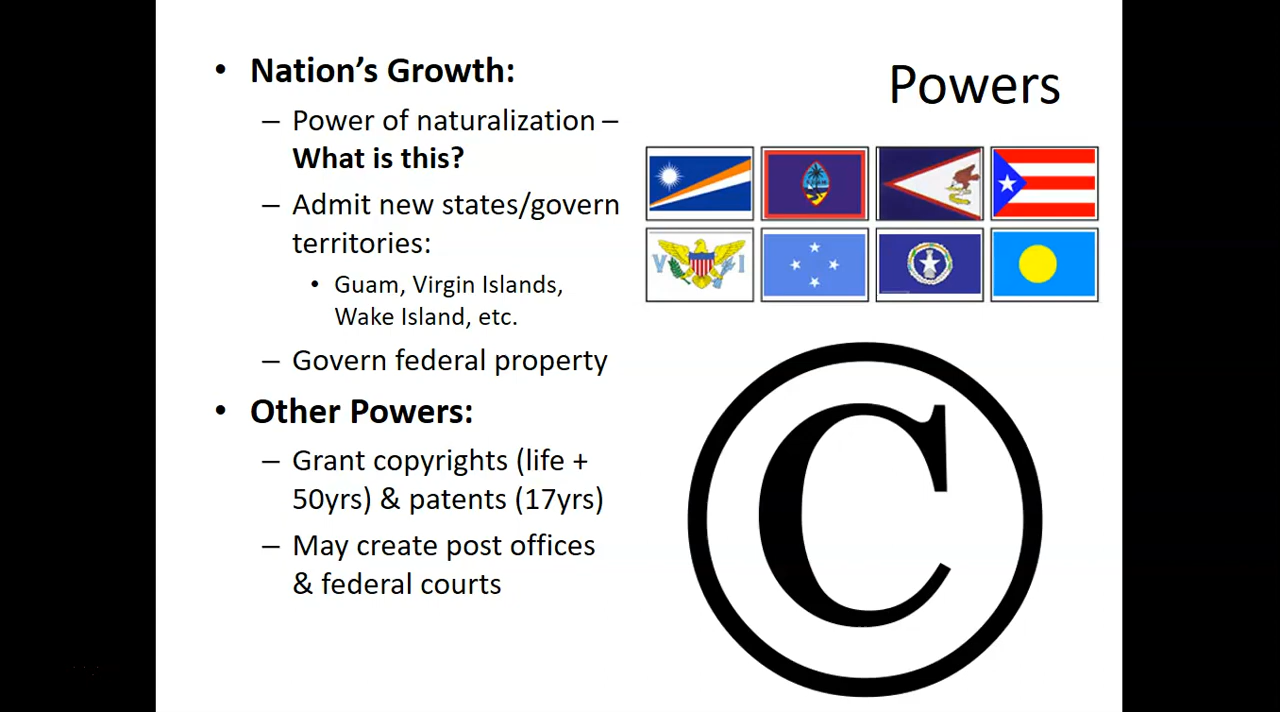 • Nation’s Growth:
Powers
– Power of naturalization –
What is this?
– Admit new states/govern
territories:
• Guam, Virgin Islands,
Wake Island, etc.
– Govern federal property
• Other Powers:
– Grant copyrights (life +
50yrs) & patents (17yrs)
– May create post offices
& federal courts
V I
©